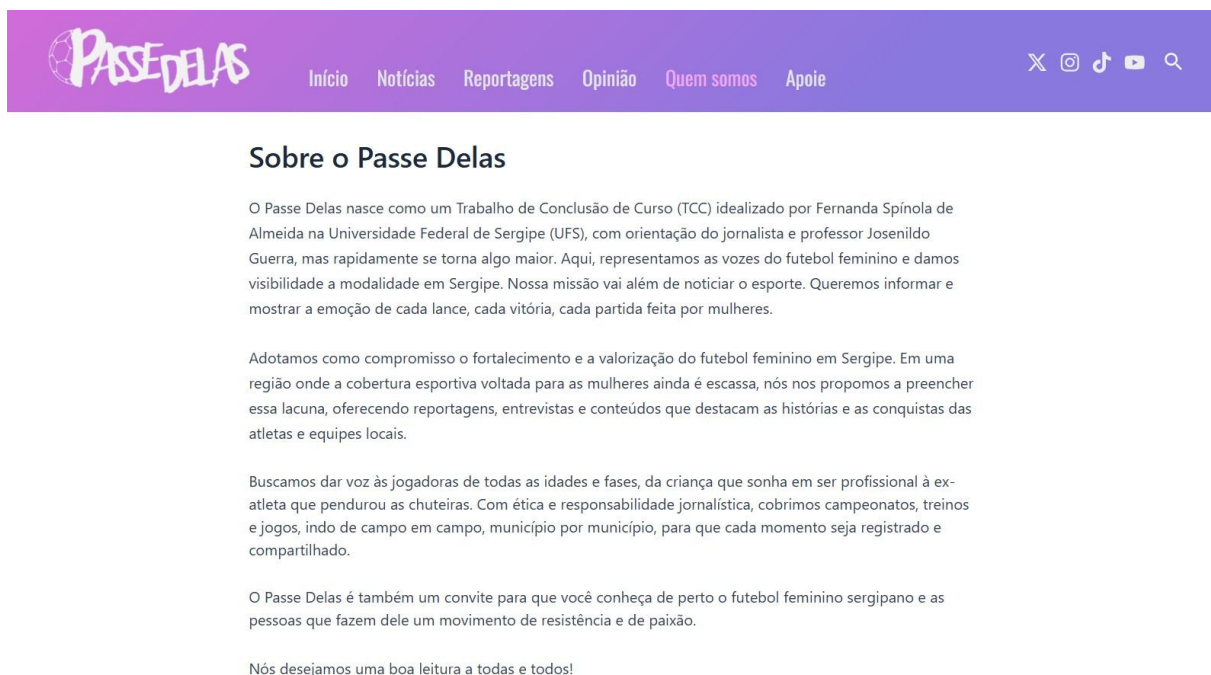 PASSEDELAS
Início Notícias Reportagens Opinião Quem somos Apoie
Sobre o Passe Delas
O Passe Delas nasce como um Trabalho de Conclusão de Curso (TCC) idealizado por Fernanda Spínola de
Almeida na Universidade Federal de Sergipe (UFS), com orientação do jornalista e professor Josenildo
Guerra, mas rapidamente se torna algo maior. Aqui, representamos as vozes do futebol feminino e damos
visibilidade a modalidade em Sergipe. Nossa missão vai além de noticiar o esporte. Queremos informar e
mostrar a emoção de cada lance, cada vitória, cada partida feita por mulheres.
Adotamos como compromisso o fortalecimento e a valorização do futebol feminino em Sergipe. Em uma
região onde a cobertura esportiva voltada para as mulheres ainda é escassa, nós nos propomos a preencher
essa lacuna, oferecendo reportagens, entrevistas e conteúdos que destacam as histórias e as conquistas das
atletas e equipes locais.
Buscamos dar voz às jogadoras de todas as idades e fases, da criança que sonha em ser profissional à ex-
atleta que pendurou as chuteiras. Com ética e responsabilidade jornalística, cobrimos campeonatos, treinos
e jogos, indo de campo em campo, município por município, para que cada momento seja registrado e
compartilhado.
O Passe Delas é também um convite para que você conheça de perto o futebol feminino sergipano e as
pessoas que fazem dele um movimento de resistência e de paixão.
Nós desejamos uma boa leitura a todas e todos!